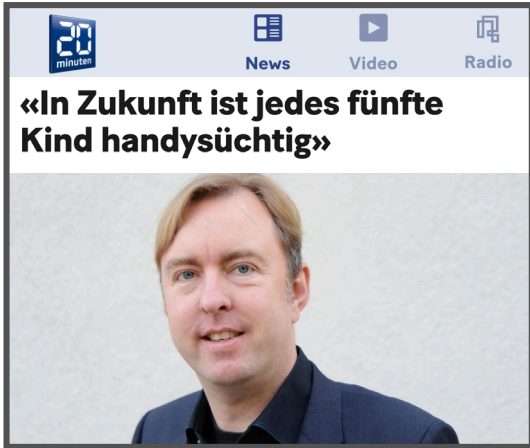 20
minuten
News Video Radio
«In Zukunft ist jedes fünfte
Kind handysüchtig»